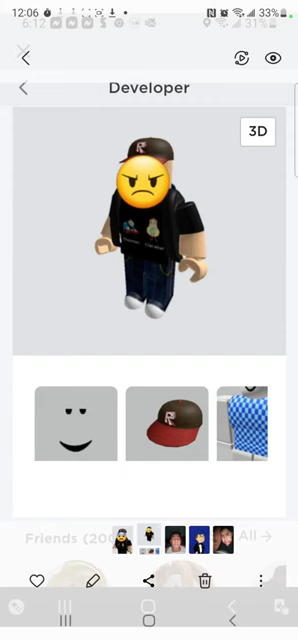 12:06
33%
6:12
31%
Developer
3D
R
R
Friends (200
All →